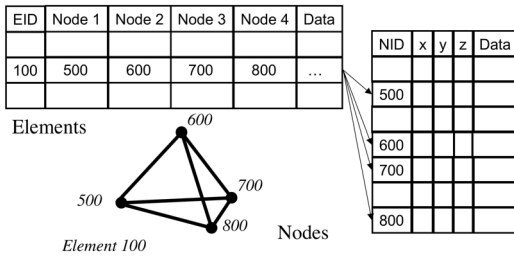 EID Node 1 Node 2 Node 3 Node 4 Data
100 500 600 700 800 ...
Elements
NID x y z Data
500
600
700
800
600
500
700
800
Element 100
Nodes